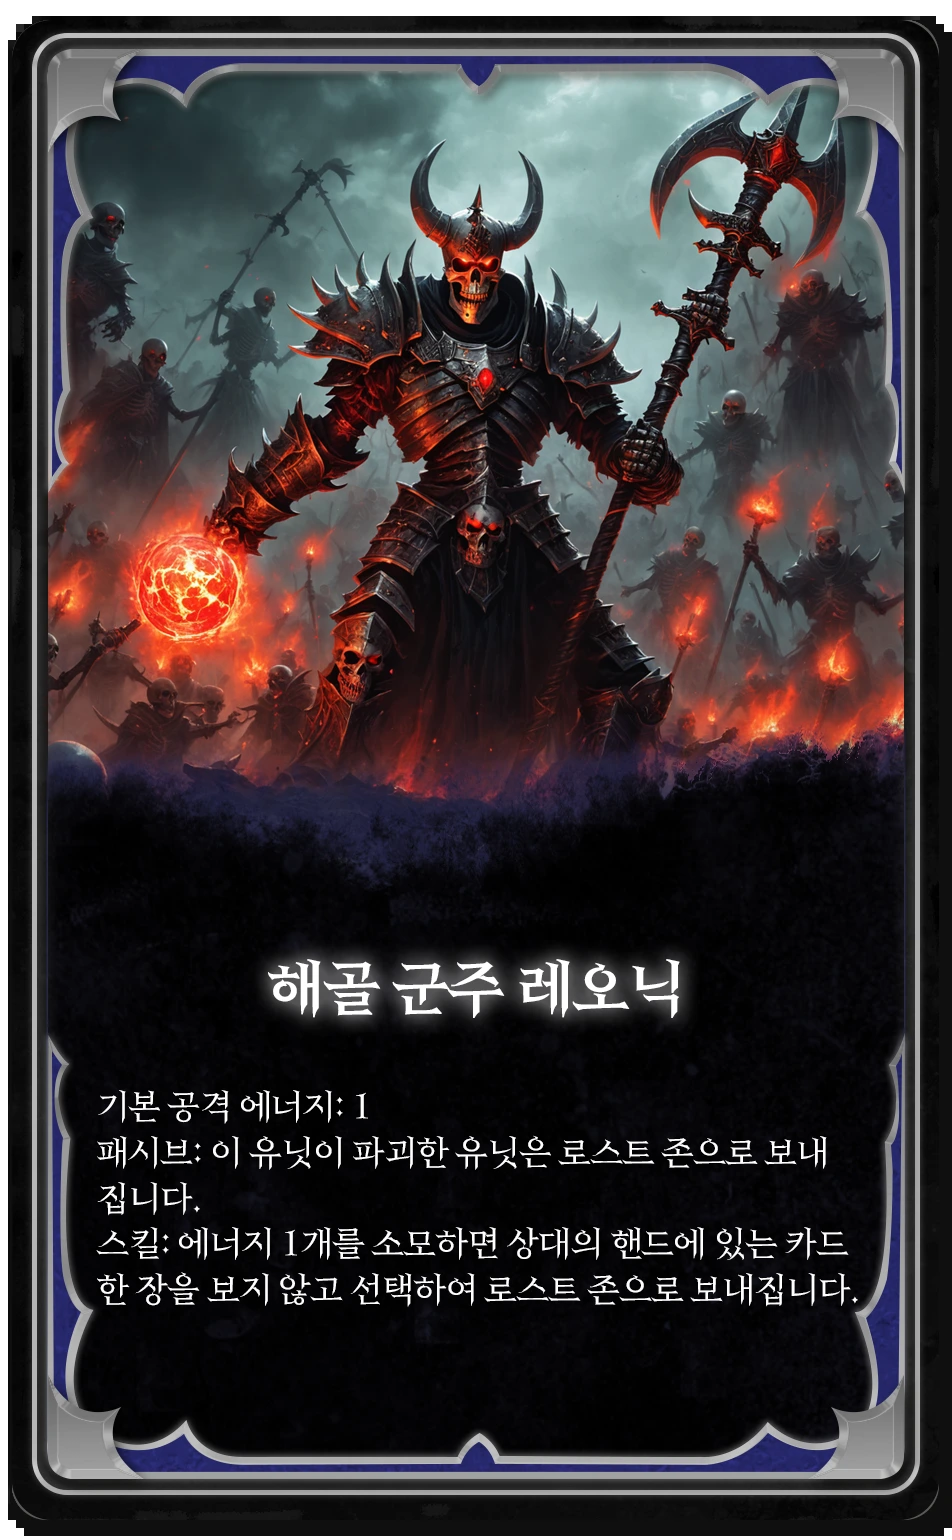 해골 군주 레오닉
기본 공격 에너지: 1
패시브: 이 유닛이 파괴한 유닛은 로스트 존으로 보내
집니다.
스킬: 에너지 1개를 소모하면 상대의 핸드에 있는 카드
한 장을 보지 않고 선택하여 로스트 존으로 보내집니다.